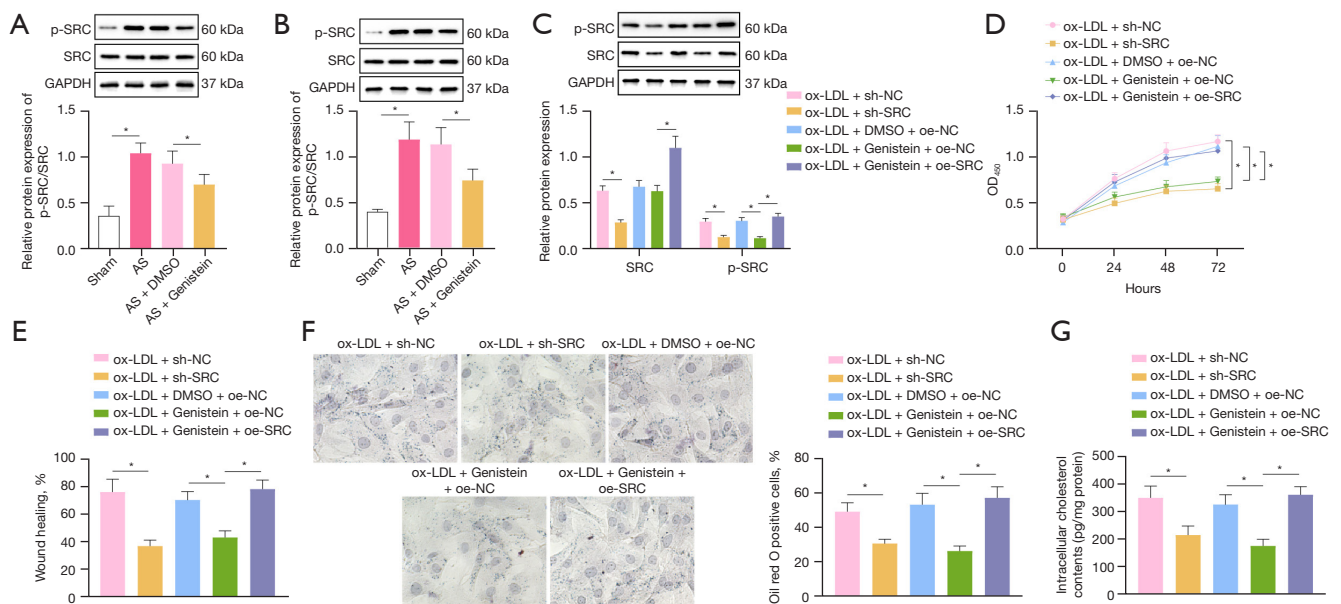 A
p-SRC
60 kDa
SRC
60 kDa
GAPDH
37 kDa
Relative protein expression of
p-SRC/SRC
1.5
1.0
0.5
0.0
*
*
Sham
AS
AS + DMSO
AS + Genistein
B
p-SRC
60 kDa
SRC
60 kDa
GAPDH
37 kDa
Relative protein expression of
p-SRC/SRC
1.5
1.0
0.5
0.0
*
*
Sham
AS
AS + DMSO
AS + Genistein
C
p-SRC
60 kDa
SRC
60 kDa
GAPDH
37 kDa
ox-LDL + sh-NC
ox-LDL + sh-SRC
ox-LDL + DMSO + oe-NC
ox-LDL + Genistein + oe-NC
ox-LDL + Genistein + oe-SRC
Relative protein expression
1.5
1.0
0.5
0.0
*
*
*
*
*
SRC
p-SRC
D
ox-LDL + sh-NC
ox-LDL + sh-SRC
ox-LDL + DMSO + oe-NC
ox-LDL + Genistein + oe-NC
ox-LDL + Genistein + oe-SRC
OD450
1.5
1.0
0.5
0.0
* * *
0 24 48 72
Hours
E
ox-LDL + sh-NC
ox-LDL + sh-SRC
ox-LDL + DMSO + oe-NC
ox-LDL + Genistein + oe-NC
ox-LDL + Genistein + oe-SRC
Wound healing, %
100
80
60
40
20
0
*
*
*
F
ox-LDL + sh-NC
ox-LDL + sh-SRC
ox-LDL + DMSO + oe-NC
ox-LDL + Genistein
+ oe-NC
ox-LDL + Genistein +
oe-SRC
ox-LDL + sh-NC
ox-LDL + sh-SRC
ox-LDL + DMSO + oe-NC
ox-LDL + Genistein + oe-NC
ox-LDL + Genistein + oe-SRC
Oil red O positive cells, %
80
60
40
20
0
*
*
*
G
ox-LDL + sh-NC
ox-LDL + sh-SRC
ox-LDL + DMSO + oe-NC
ox-LDL + Genistein + oe-NC
ox-LDL + Genistein + oe-SRC
Intracellular cholesterol
contents (pg/mg protein)
500
400
300
200
100
0
*
*
*